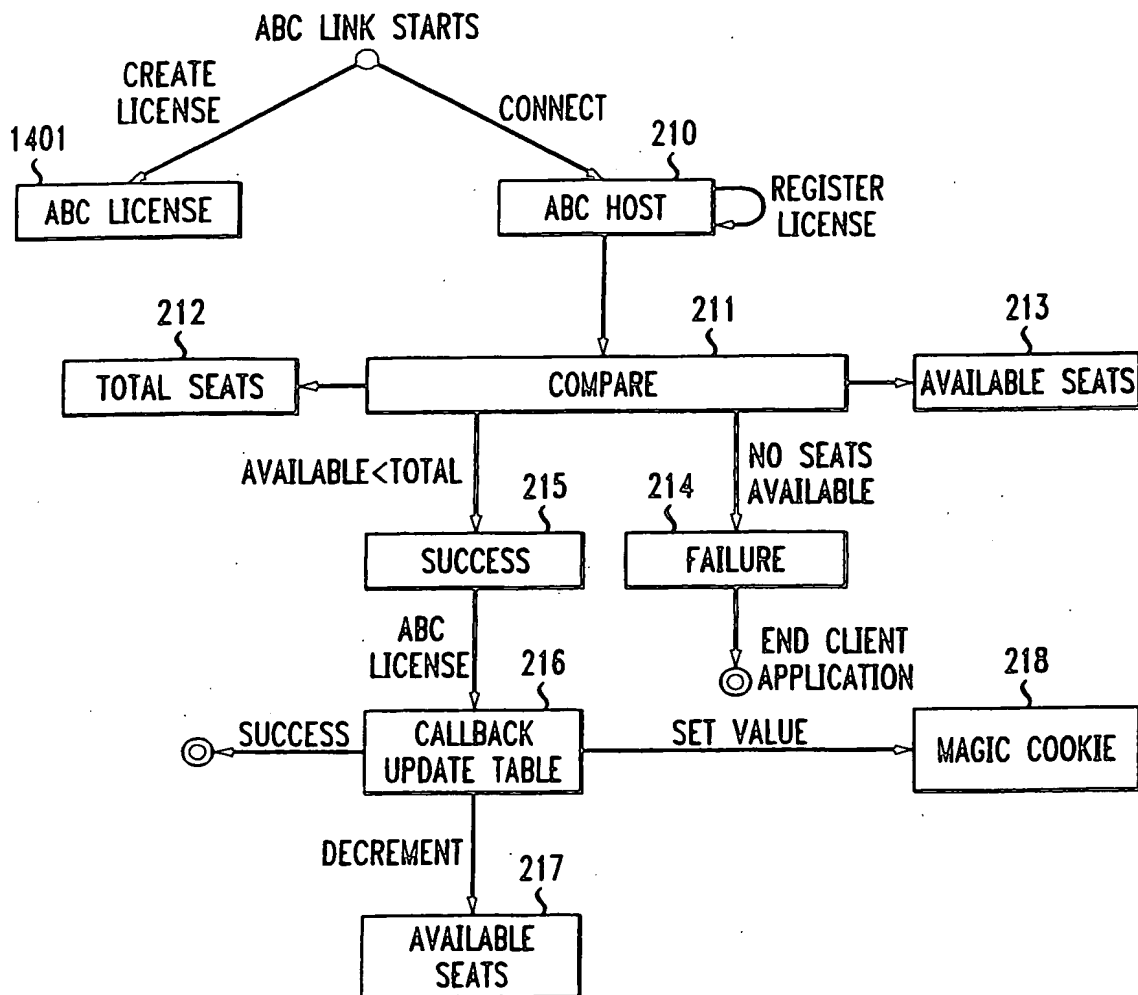 ABC LINK STARTS
CREATE
LICENSE
CONNECT
1401
210
ABC LICENSE
ABC HOST
REGISTER
LICENSE
212
211
213
TOTAL SEATS
COMPARE
AVAILABLE SEATS
AVAILABLE<TOTAL
NO SEATS
AVAILABLE
215
214
SUCCESS
FAILURE
ABC
LICENSE
END CLIENT
APPLICATION
216
218
SUCCESS
CALLBACK
UPDATE TABLE
SET VALUE
MAGIC COOKIE
DECREMENT
217
AVAILABLE
SEATS